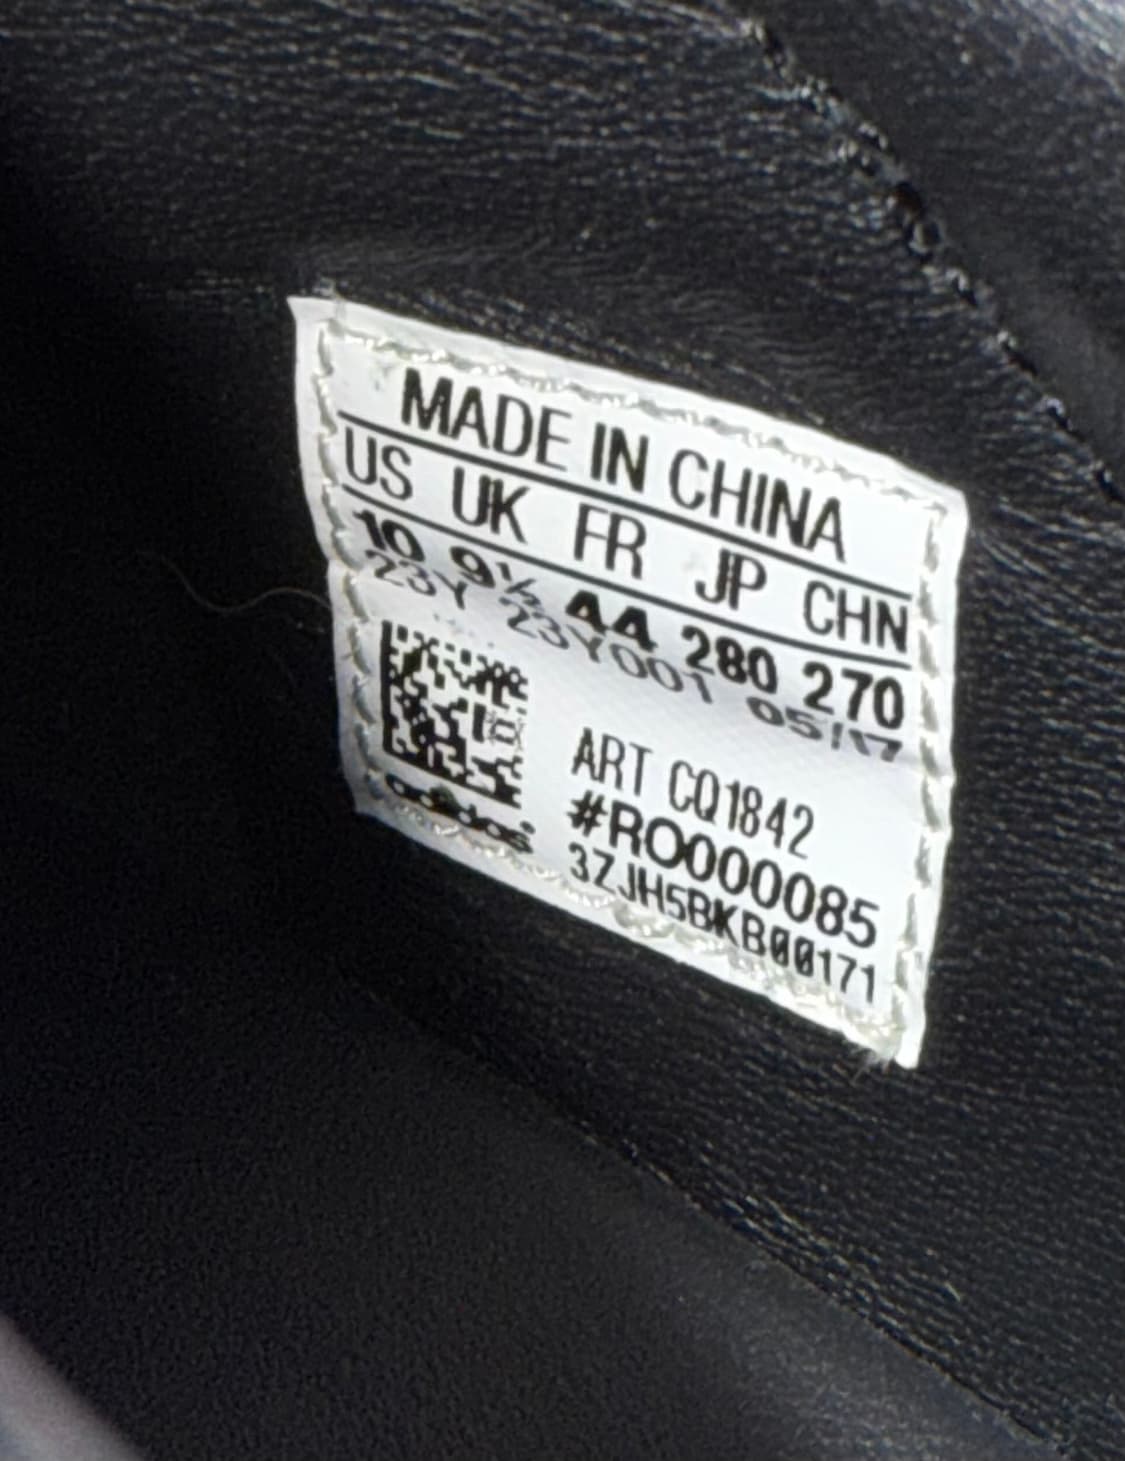 MADE IN CHINA
US UK FR JP CHN
10 9½ 44 280 270
23Y 23Y001 05/17
ART CQ1842
#RO000085
3ZJH5BKB00171
adidas